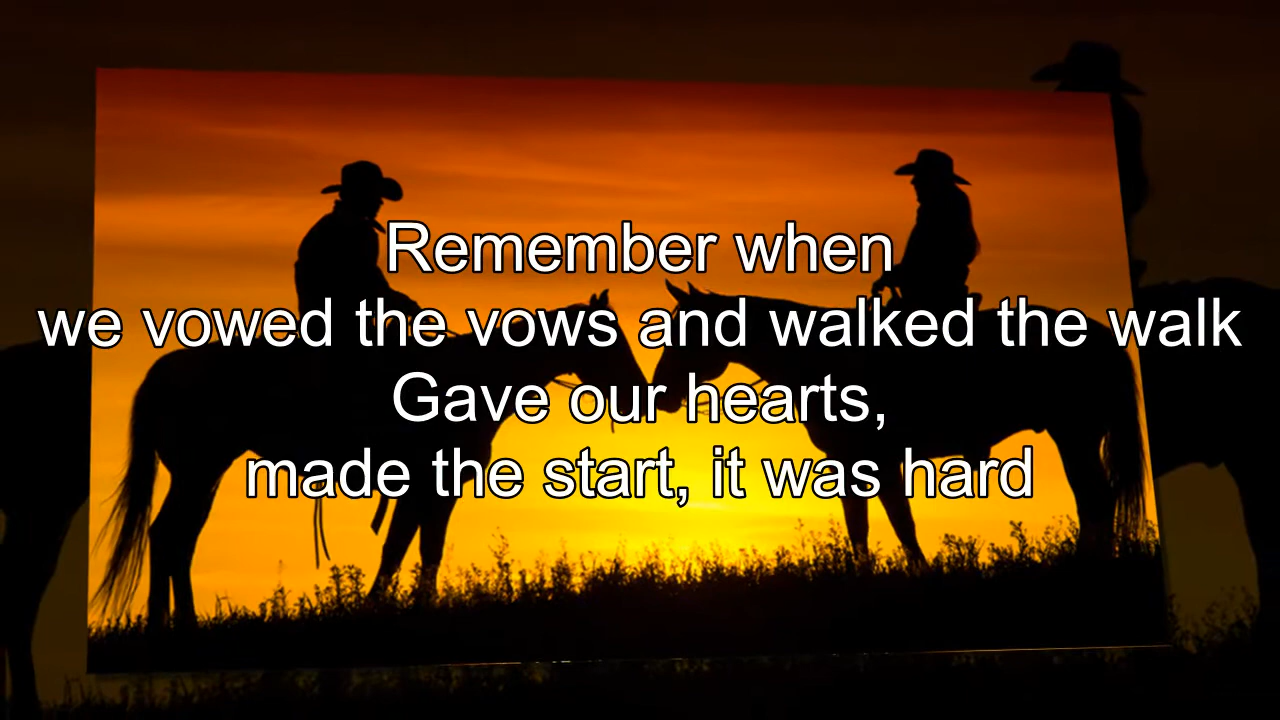 Remember when
we vowed the vows and walked the walk
Gave our hearts,
made the start, it was hard